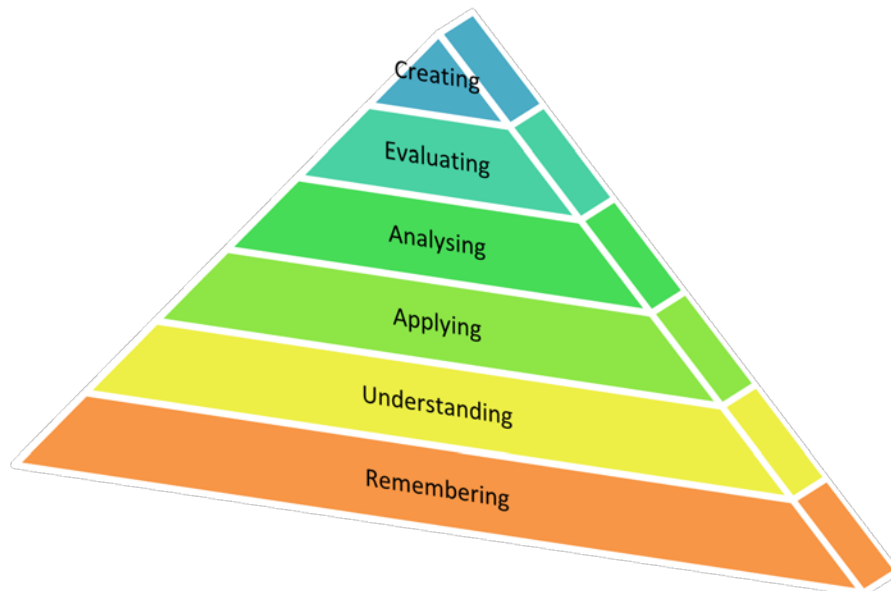 Creating
Evaluating
Analysing
Applying
Understanding
Remembering